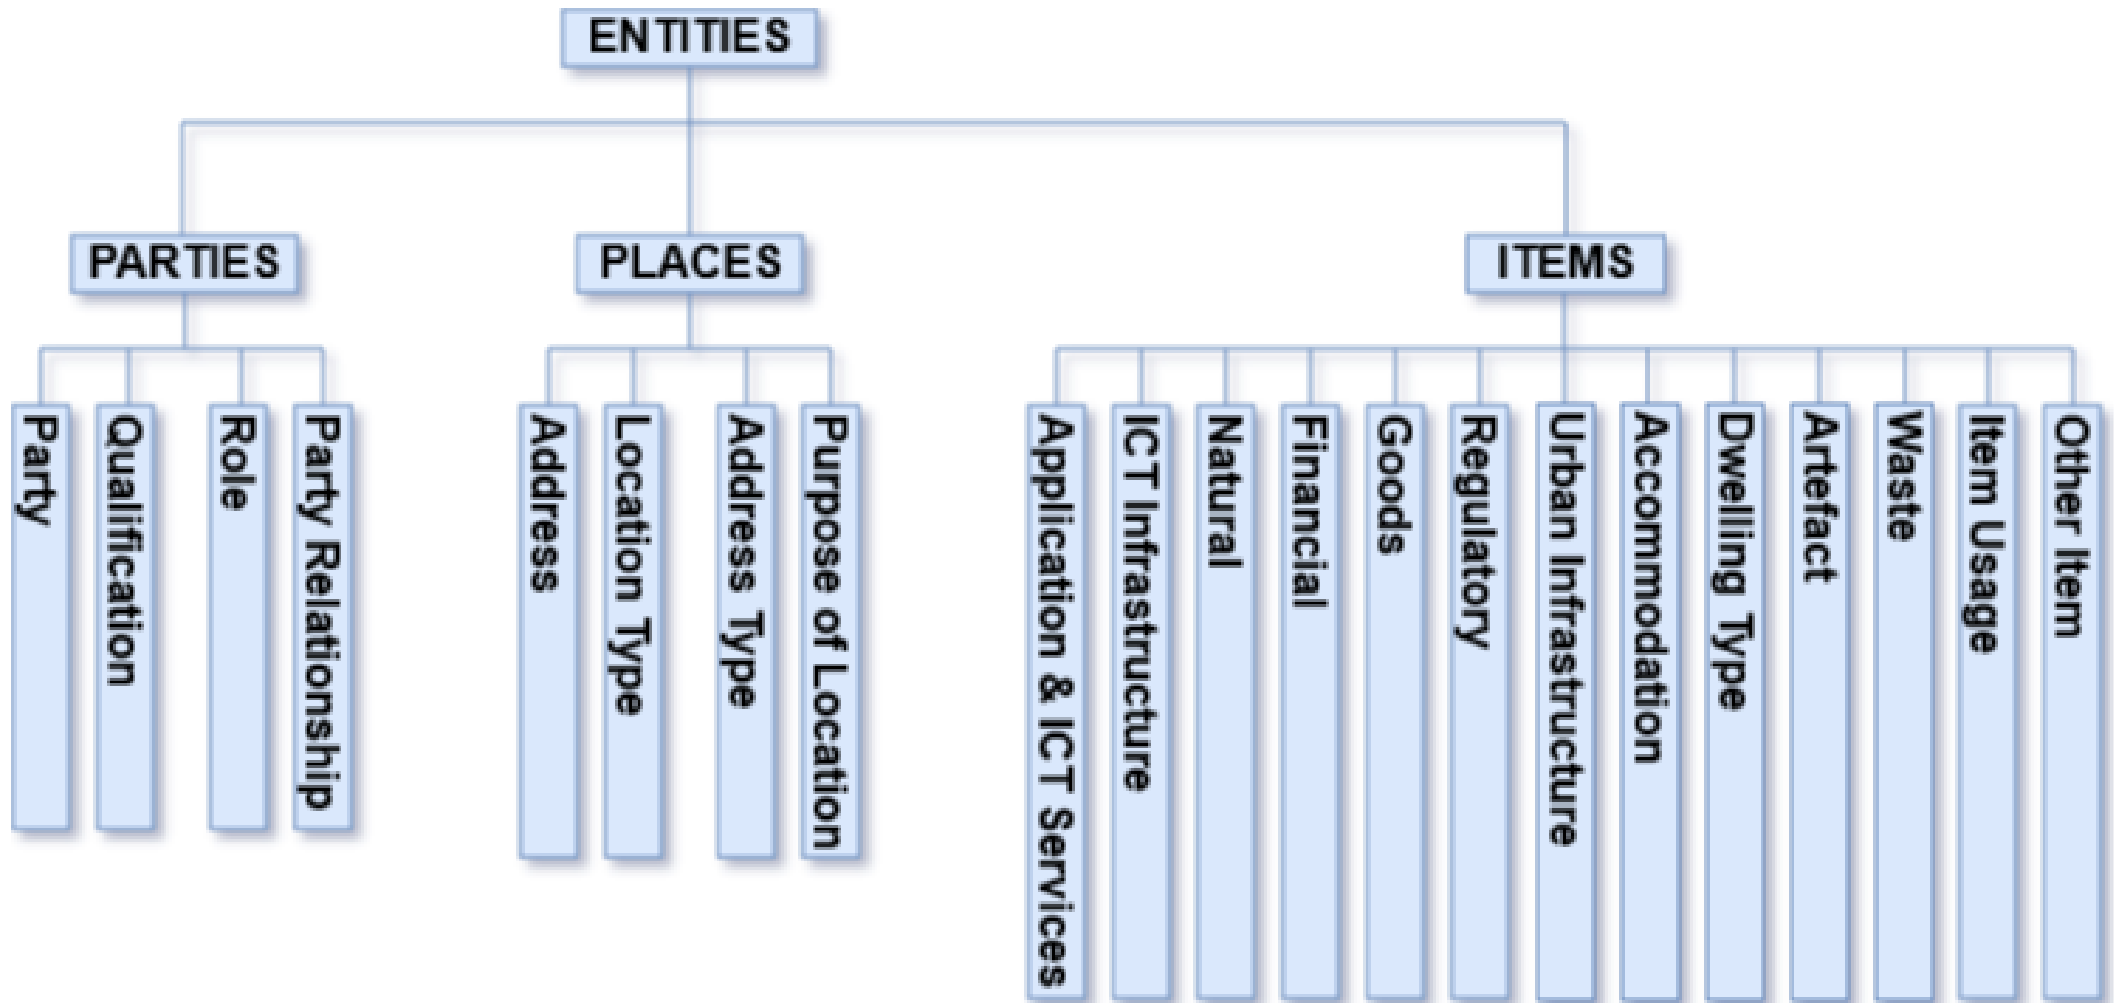 ENTITIES
PARTIES
PLACES
ITEMS
Party
Qualification
Role
Party Relationship
Address
Location Type
Address Type
Purpose of Location
Application & ICT Services
ICT Infrastructure
Natural
Financial
Goods
Regulatory
Urban Infrastructure
Accommodation
Dwelling Type
Artefact
Waste
Item Usage
Other Item